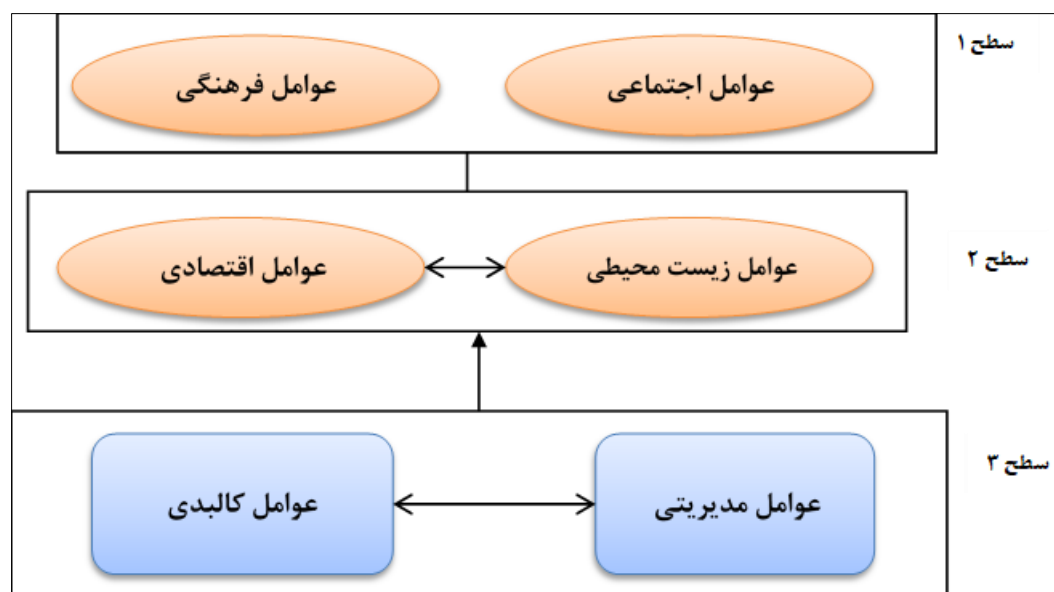 سطح ۱
عوامل اجتماعی
عوامل فرهنگی
سطح ۲
عوامل زیست محیطی
عوامل اقتصادی
سطح ۳
عوامل مدیریتی
عوامل کالبدی